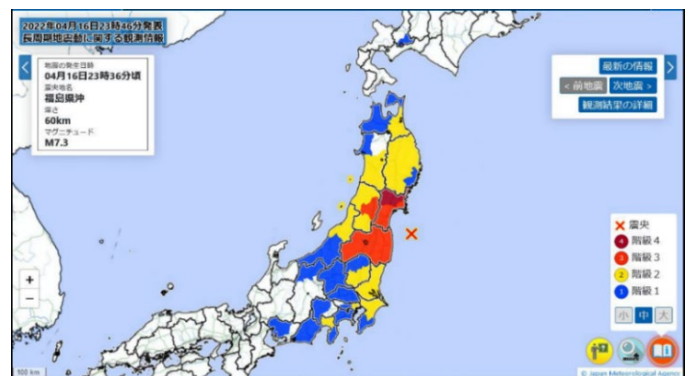 2022年04月16日23時46分発表
長周期地震動に関する観測情報
地震の発生日時
04月16日23時36分頃
震央地名
福島県沖
深さ
60km
マグニチュード
M7.3
最新の情報
< 前地震
次地震 >
観測結果の詳細
震央
4 階級4
3 階級3
2 階級2
1 階級1
小 中 大
+
−
100 km
© Japan Meteorological Agency